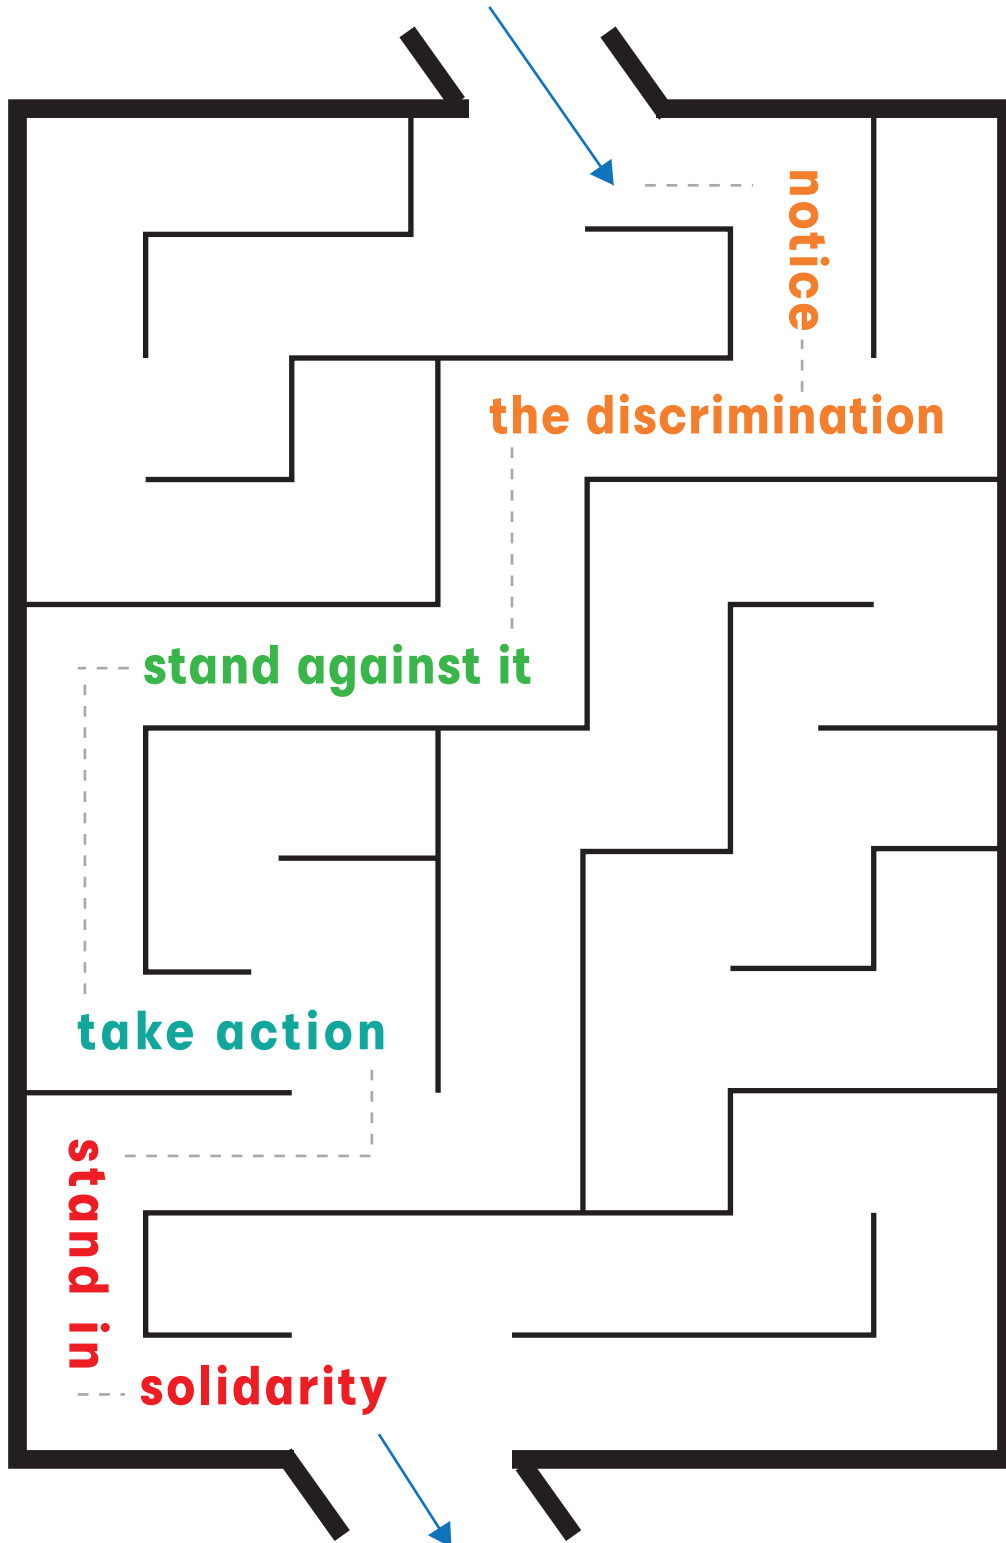 notice
the discrimination
stand against it
take action
stand in
solidarity